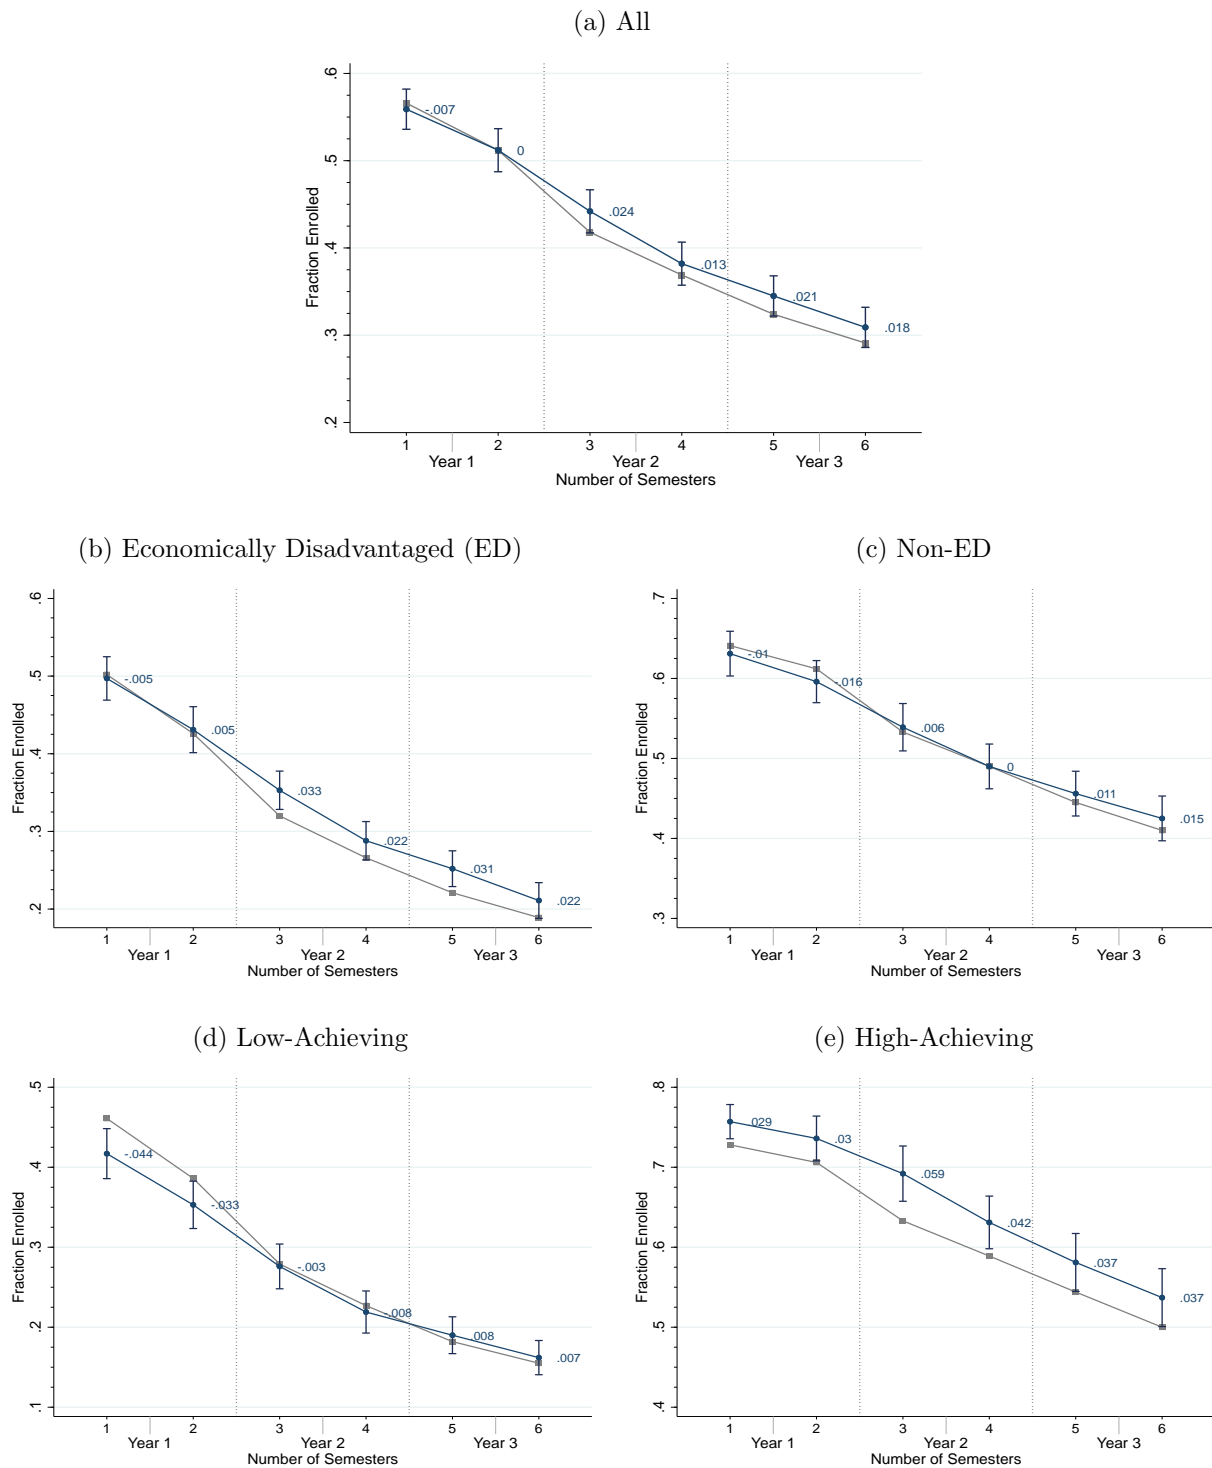 (a) All
.6
.5
.4
.3
.2
Fraction Enrolled
-.007
0
.024
.013
.021
.018
1 2 3 4 5 6
Year 1 Year 2 Year 3
Number of Semesters
(b) Economically Disadvantaged (ED)
.6
.5
.4
.3
.2
Fraction Enrolled
-.005
.005
.033
.022
.031
.022
1 2 3 4 5 6
Year 1 Year 2 Year 3
Number of Semesters
(c) Non-ED
.7
.6
.5
.4
.3
Fraction Enrolled
-.01
-.016
.006
0
.011
.015
1 2 3 4 5 6
Year 1 Year 2 Year 3
Number of Semesters
(d) Low-Achieving
.5
.4
.3
.2
.1
Fraction Enrolled
-.044
-.033
-.003
-.008
.008
.007
1 2 3 4 5 6
Year 1 Year 2 Year 3
Number of Semesters
(e) High-Achieving
.8
.7
.6
.5
.4
Fraction Enrolled
.029
.03
.059
.042
.037
.037
1 2 3 4 5 6
Year 1 Year 2 Year 3
Number of Semesters